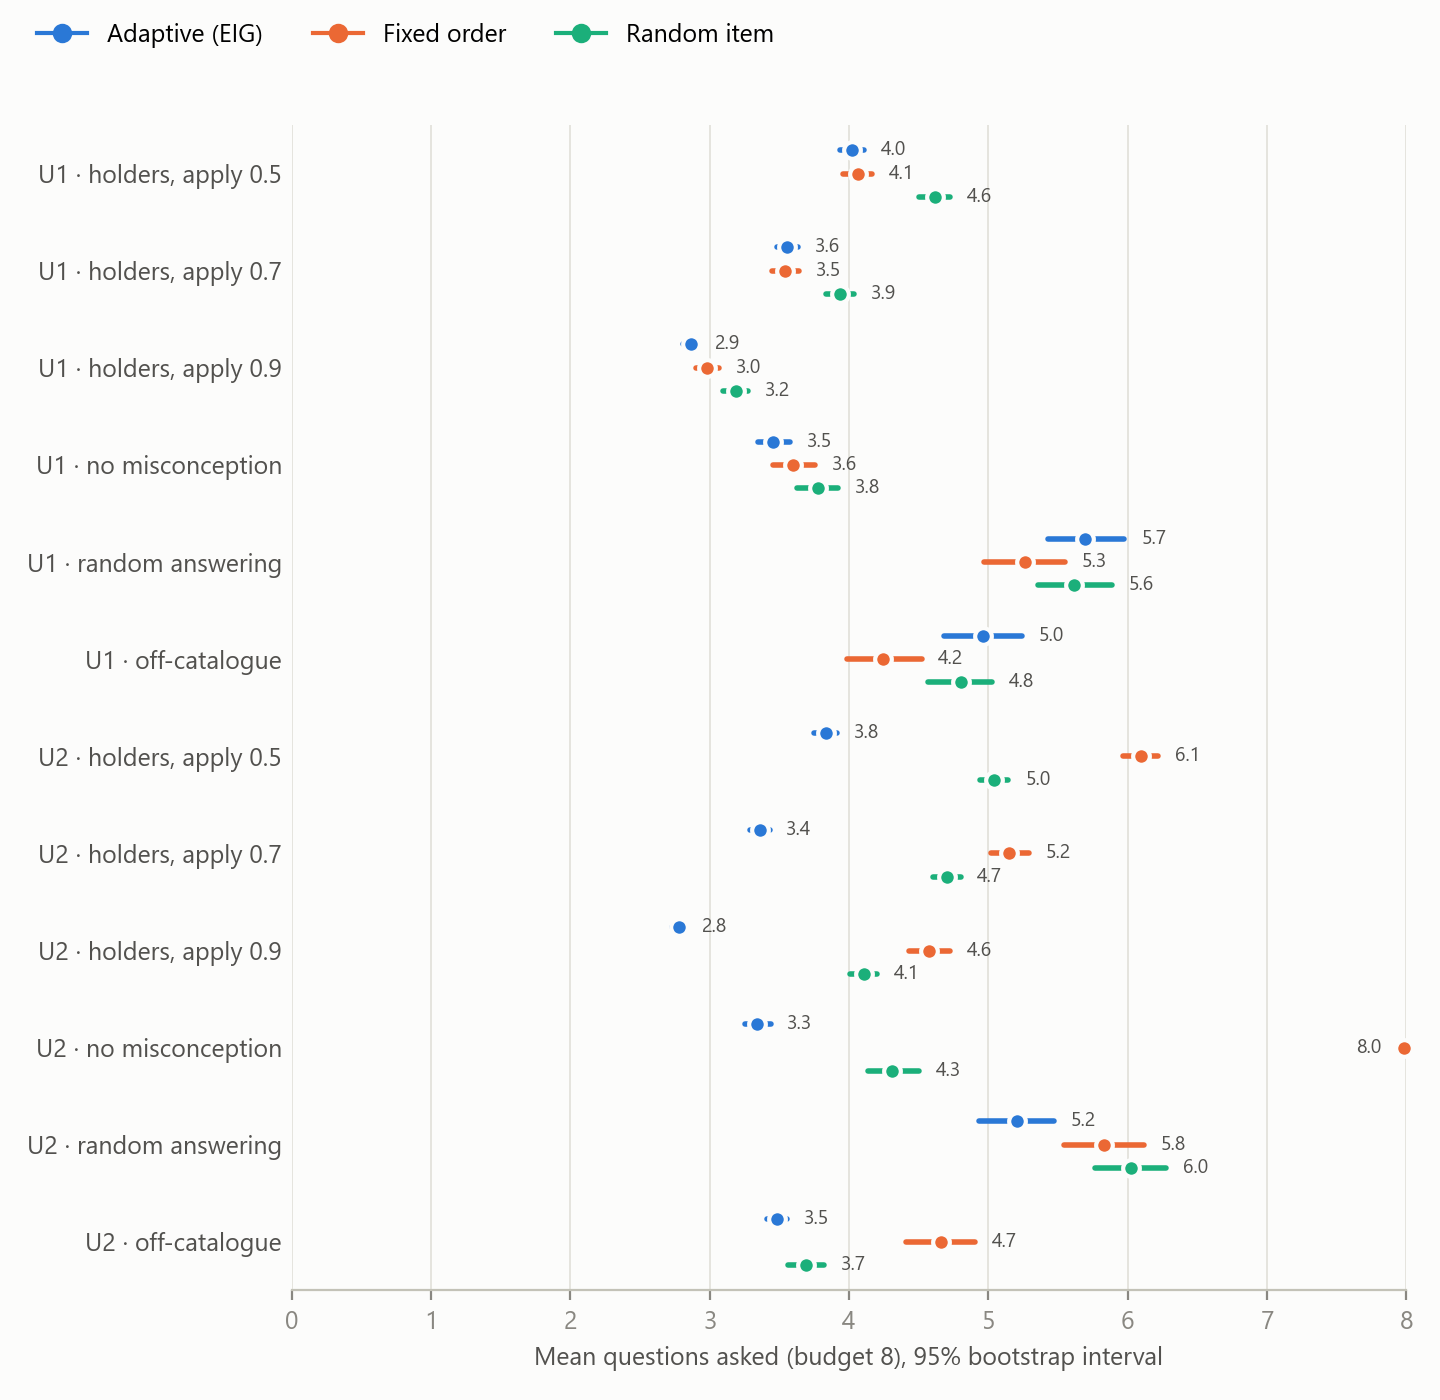 Adaptive (EIG) Fixed order Random item
U1 · holders, apply 0.5
4.0
4.1
4.6
U1 · holders, apply 0.7
3.6
3.5
3.9
U1 · holders, apply 0.9
2.9
3.0
3.2
U1 · no misconception
3.5
3.6
3.8
U1 · random answering
5.7
5.3
5.6
U1 · off-catalogue
5.0
4.2
4.8
U2 · holders, apply 0.5
3.8
6.1
5.0
U2 · holders, apply 0.7
3.4
5.2
4.7
U2 · holders, apply 0.9
2.8
4.6
4.1
U2 · no misconception
3.3
8.0
4.3
U2 · random answering
5.2
5.8
6.0
U2 · off-catalogue
3.5
4.7
3.7
0 1 2 3 4 5 6 7 8
Mean questions asked (budget 8), 95% bootstrap interval